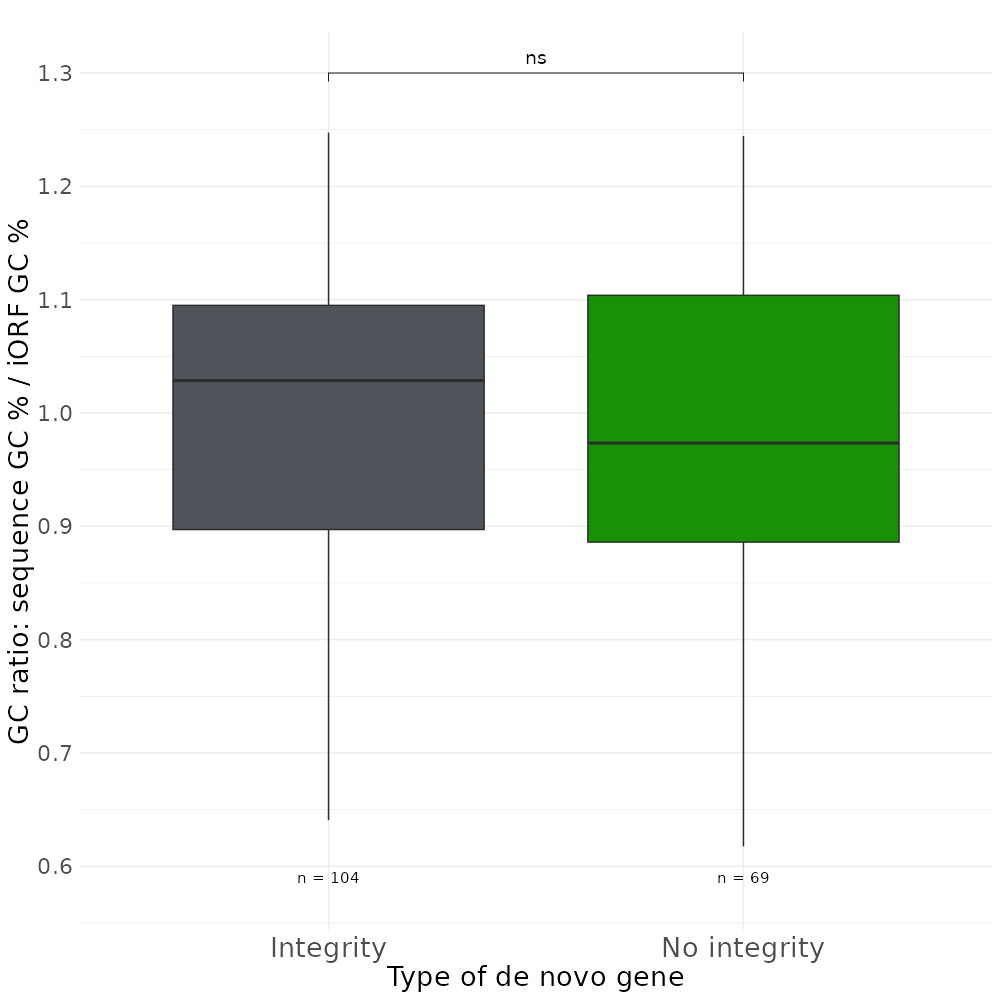 GC ratio: sequence GC % / iORF GC %
1.3
1.2
1.1
1.0
0.9
0.8
0.7
0.6
ns
n = 104
n = 69
Integrity
No integrity
Type of de novo gene